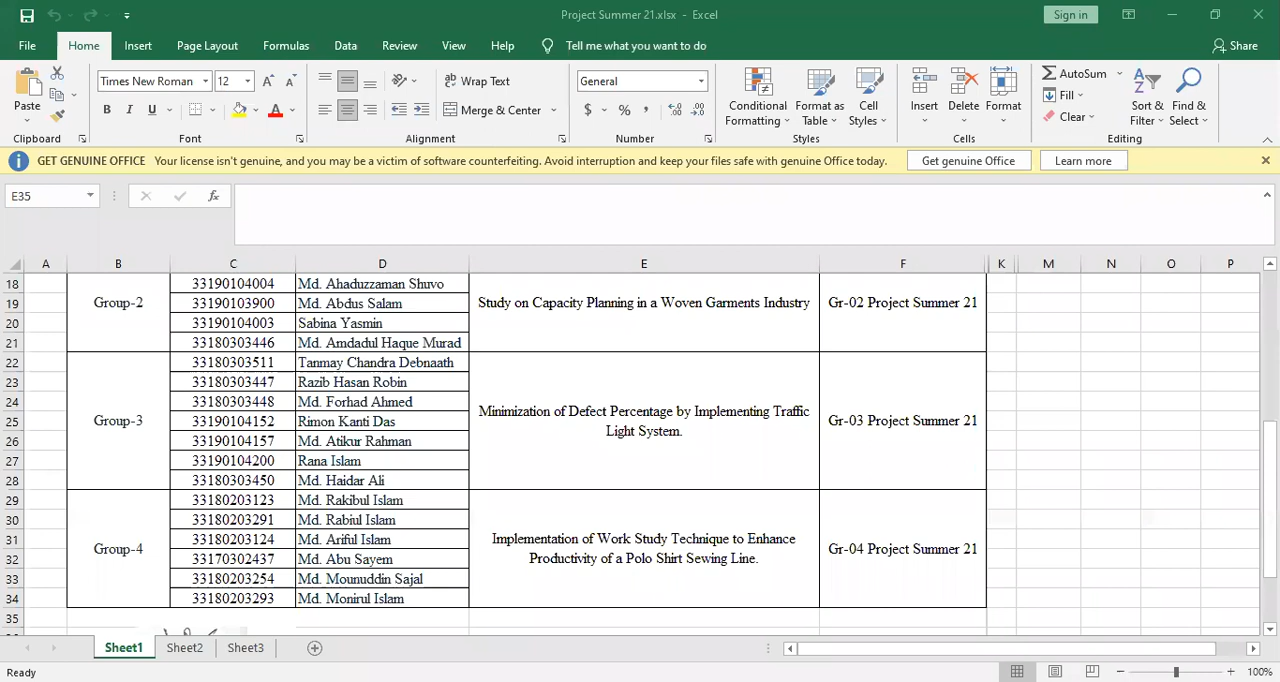 Project Summer 21.xlsx - Excel
Sign in
File Home Insert Page Layout Formulas Data Review View Help Tell me what you want to do Share
Paste
Times New Roman 12
B I U
Wrap Text
Merge & Center
General
$ % ,
Conditional Formatting
Format as Table
Cell Styles
Insert Delete Format
AutoSum
Fill
Clear
Sort & Filter
Find & Select
Clipboard Font Alignment Number Styles Cells Editing
GET GENUINE OFFICE Your license isn't genuine, and you may be a victim of software counterfeiting. Avoid interruption and keep your files safe with genuine Office today. Get genuine Office Learn more
E35 fx
A B C D E F K M N O P
18 33190104004 Md. Ahaduzzaman Shuvo
19 Group-2 33190103900 Md. Abdus Salam Study on Capacity Planning in a Woven Garments Industry Gr-02 Project Summer 21
20 33190104003 Sabina Yasmin
21 33180303446 Md. Amdadul Haque Murad
22 33180303511 Tanmay Chandra Debnaath
23 33180303447 Razib Hasan Robin
24 33180303448 Md. Forhad Ahmed
25 Group-3 33190104152 Rimon Kanti Das Minimization of Defect Percentage by Implementing Traffic Light System. Gr-03 Project Summer 21
26 33190104157 Md. Atikur Rahman
27 33190104200 Rana Islam
28 33180303450 Md. Haidar Ali
29 33180203123 Md. Rakibul Islam
30 33180203291 Md. Rabiul Islam
31 33180203124 Md. Ariful Islam
32 Group-4 33170302437 Md. Abu Sayem Implementation of Work Study Technique to Enhance Productivity of a Polo Shirt Sewing Line. Gr-04 Project Summer 21
33 33180203254 Md. Mounuddin Sajal
34 33180203293 Md. Monirul Islam
35
Sheet1 Sheet2 Sheet3
Ready 100%